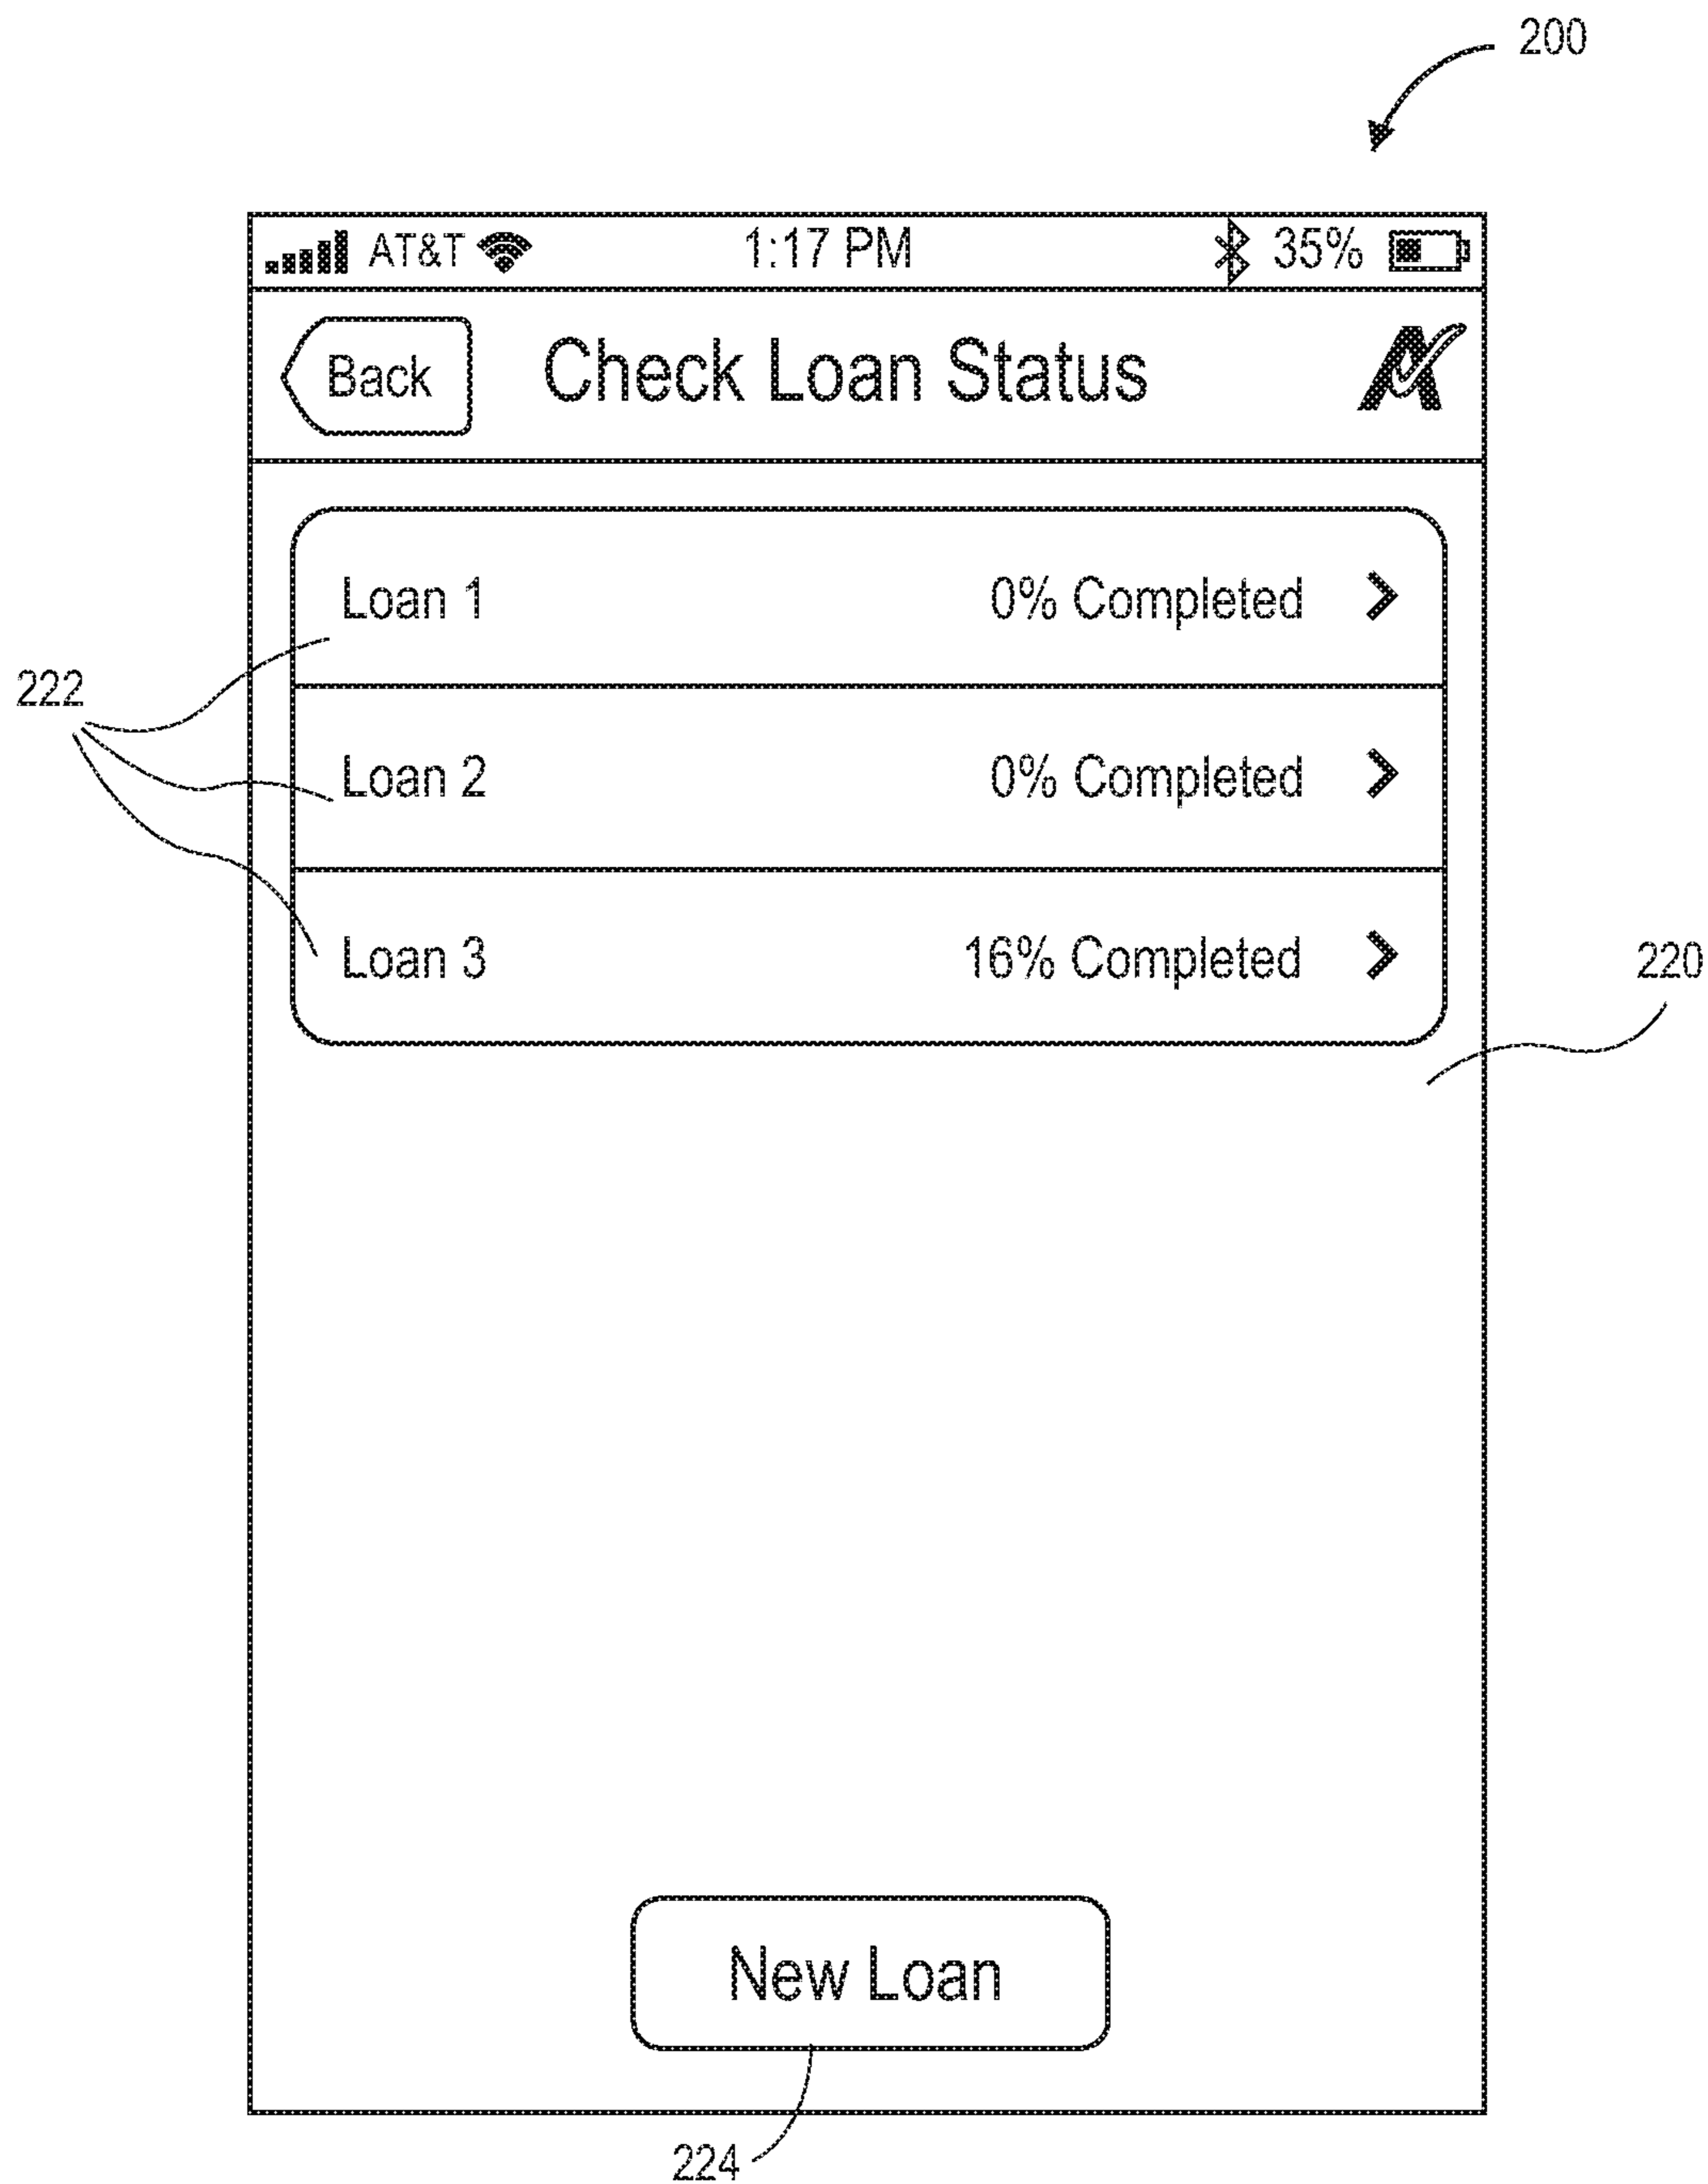 200
AT&T 1:17 PM 35%
Back Check Loan Status
Loan 1 0% Completed
222
Loan 2 0% Completed
Loan 3 16% Completed
220
New Loan
224